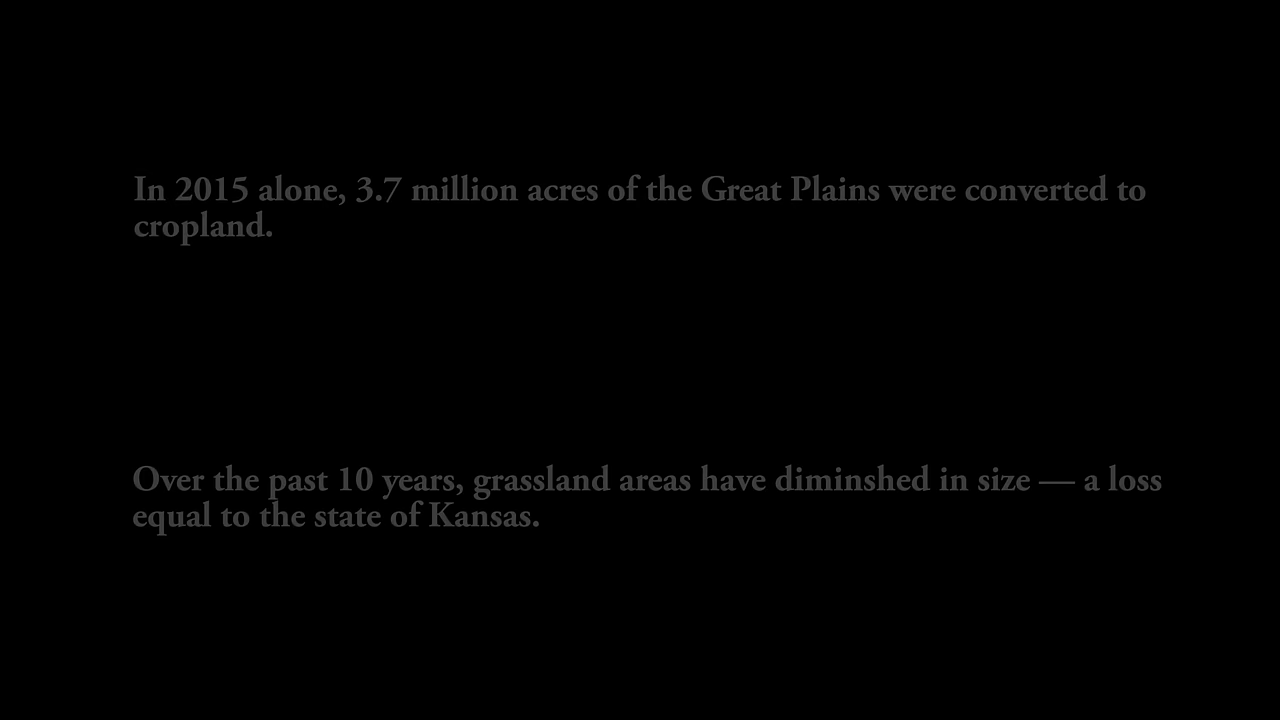 In 2015 alone, 3.7 million acres of the Great Plains were converted to
cropland.
Over the past 10 years, grassland areas have diminshed in size — a loss
equal to the state of Kansas.